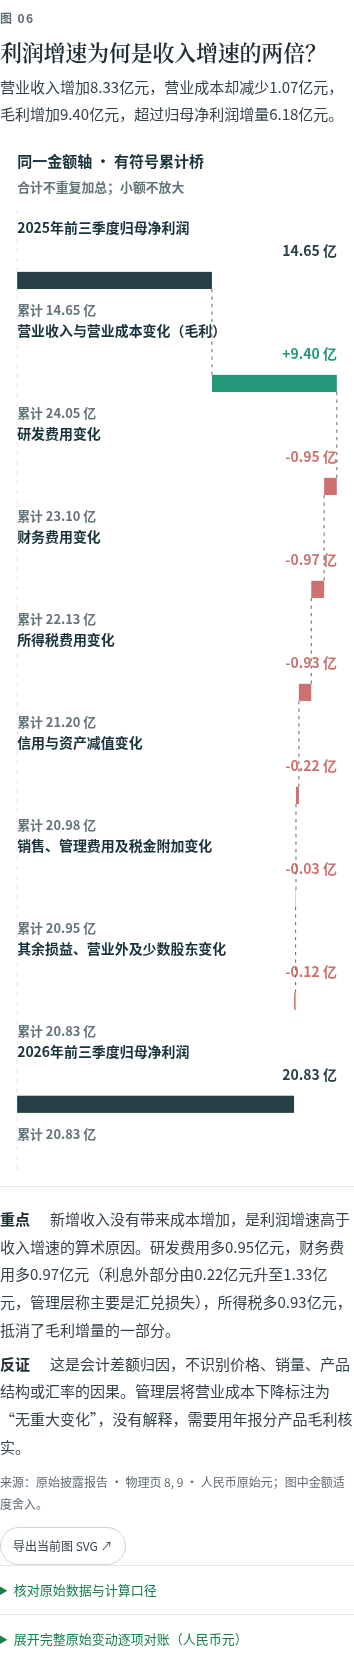 图 06
利润增速为何是收入增速的两倍？
营业收入增加8.33亿元，营业成本却减少1.07亿元，
毛利增加9.40亿元，超过归母净利润增量6.18亿元。
同一金额轴 · 有符号累计桥
合计不重复加总；小额不放大
2025年前三季度归母净利润
14.65 亿
累计 14.65 亿
营业收入与营业成本变化（毛利）
+9.40 亿
累计 24.05 亿
研发费用变化
-0.95 亿
累计 23.10 亿
财务费用变化
-0.97 亿
累计 22.13 亿
所得税费用变化
-0.93 亿
累计 21.20 亿
信用与资产减值变化
-0.22 亿
累计 20.98 亿
销售、管理费用及税金附加变化
-0.03 亿
累计 20.95 亿
其余损益、营业外及少数股东变化
-0.12 亿
累计 20.83 亿
2026年前三季度归母净利润
20.83 亿
累计 20.83 亿
重点 新增收入没有带来成本增加，是利润增速高于
收入增速的算术原因。研发费用多0.95亿元，财务费
用多0.97亿元（利息外部分由0.22亿元升至1.33亿
元，管理层称主要是汇兑损失），所得税多0.93亿元，
抵消了毛利增量的一部分。
反证 这是会计差额归因，不识别价格、销量、产品
结构或汇率的因果。管理层将营业成本下降标注为
“无重大变化”，没有解释，需要用年报分产品毛利核
实。
来源：原始披露报告 · 物理页 8, 9 · 人民币原始元；图中金额适
度舍入。
导出当前图 SVG ↗
▶ 核对原始数据与计算口径
▶ 展开完整原始变动逐项对账（人民币元）